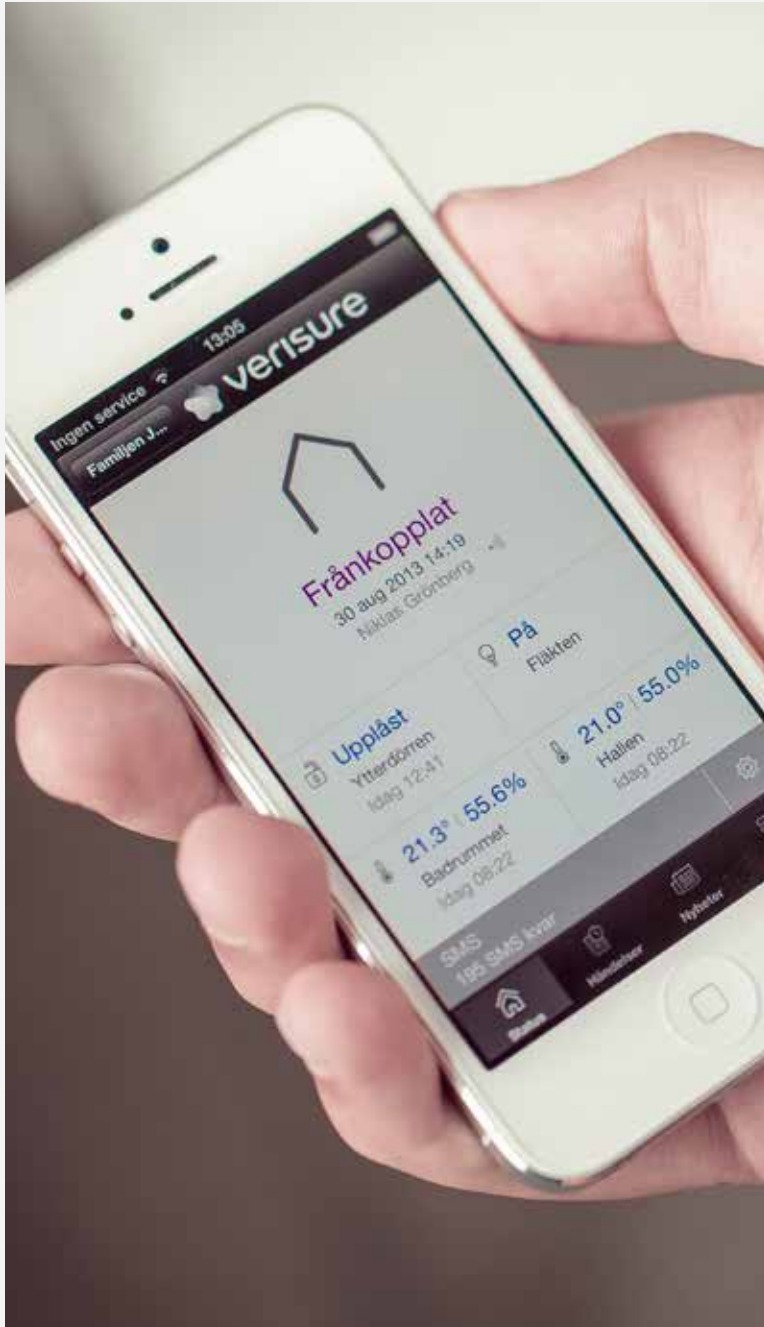 Ingen service 13:05
Familjen J... verisure
Frånkopplat
30 aug 2013 14:19
Niklas Grönberg
Upplåst
Ytterdörren
Idag 12:41
På
Fläkten
21.3° | 55.6%
Badrummet
Idag 08:22
21.0° | 55.0%
Hallen
Idag 08:22
SMS
195 SMS kvar
Status
Händelser
Nyheter